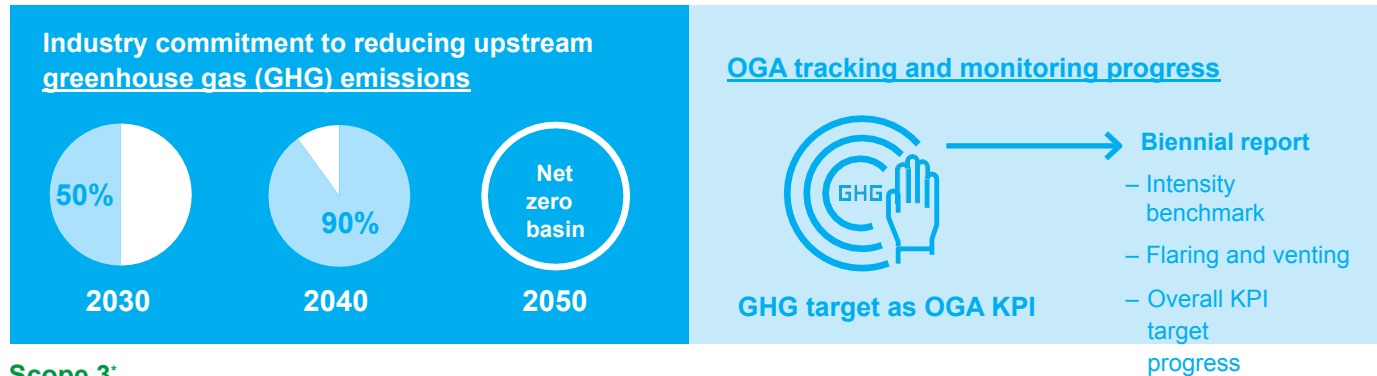 Industry commitment to reducing upstream
greenhouse gas (GHG) emissions
50%
90%
Net
zero
basin
2030
2040
2050
OGA tracking and monitoring progress
GHG
GHG target as OGA KPI
Biennial report
– Intensity
benchmark
– Flaring and venting
– Overall KPI
target
progress
Scope 3*